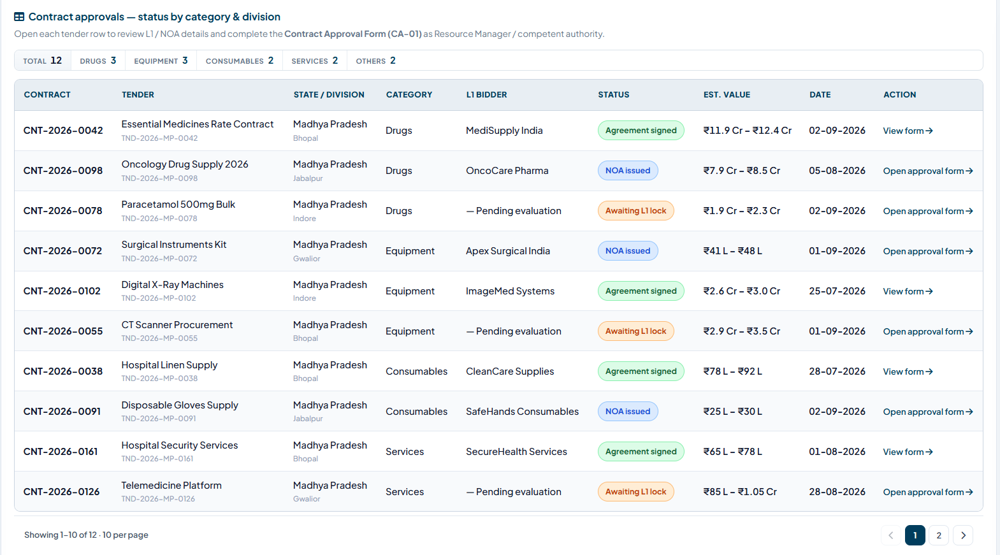 Contract approvals — status by category & division
Open each tender row to review L1 / NOA details and complete the Contract Approval Form (CA-01) as Resource Manager / competent authority.
TOTAL 12 DRUGS 3 EQUIPMENT 3 CONSUMABLES 2 SERVICES 2 OTHERS 2
CONTRACT TENDER STATE / DIVISION CATEGORY L1 BIDDER STATUS EST. VALUE DATE ACTION
CNT-2026-0042 Essential Medicines Rate Contract Madhya Pradesh Drugs MediSupply India Agreement signed ₹11.9 Cr – ₹12.4 Cr 02-09-2026 View form →
TND-2026-MP-0042 Bhopal
CNT-2026-0098 Oncology Drug Supply 2026 Madhya Pradesh Drugs OncoCare Pharma NOA issued ₹7.9 Cr – ₹8.5 Cr 05-08-2026 Open approval form →
TND-2026-MP-0098 Jabalpur
CNT-2026-0078 Paracetamol 500mg Bulk Madhya Pradesh Drugs — Pending evaluation Awaiting L1 lock ₹1.9 Cr – ₹2.3 Cr 02-09-2026 Open approval form →
TND-2026-MP-0078 Indore
CNT-2026-0072 Surgical Instruments Kit Madhya Pradesh Equipment Apex Surgical India NOA issued ₹41 L – ₹48 L 01-09-2026 Open approval form →
TND-2026-MP-0072 Gwalior
CNT-2026-0102 Digital X-Ray Machines Madhya Pradesh Equipment ImageMed Systems Agreement signed ₹2.6 Cr – ₹3.0 Cr 25-07-2026 View form →
TND-2026-MP-0102 Indore
CNT-2026-0055 CT Scanner Procurement Madhya Pradesh Equipment — Pending evaluation Awaiting L1 lock ₹2.9 Cr – ₹3.5 Cr 01-09-2026 Open approval form →
TND-2026-MP-0055 Bhopal
CNT-2026-0038 Hospital Linen Supply Madhya Pradesh Consumables CleanCare Supplies Agreement signed ₹78 L – ₹92 L 28-07-2026 View form →
TND-2026-MP-0038 Bhopal
CNT-2026-0091 Disposable Gloves Supply Madhya Pradesh Consumables SafeHands Consumables NOA issued ₹25 L – ₹30 L 02-09-2026 Open approval form →
TND-2026-MP-0091 Jabalpur
CNT-2026-0161 Hospital Security Services Madhya Pradesh Services SecureHealth Services Agreement signed ₹65 L – ₹78 L 01-08-2026 View form →
TND-2026-MP-0161 Bhopal
CNT-2026-0126 Telemedicine Platform Madhya Pradesh Services — Pending evaluation Awaiting L1 lock ₹85 L – ₹1.05 Cr 28-08-2026 Open approval form →
TND-2026-MP-0126 Gwalior
Showing 1–10 of 12 · 10 per page 1 2